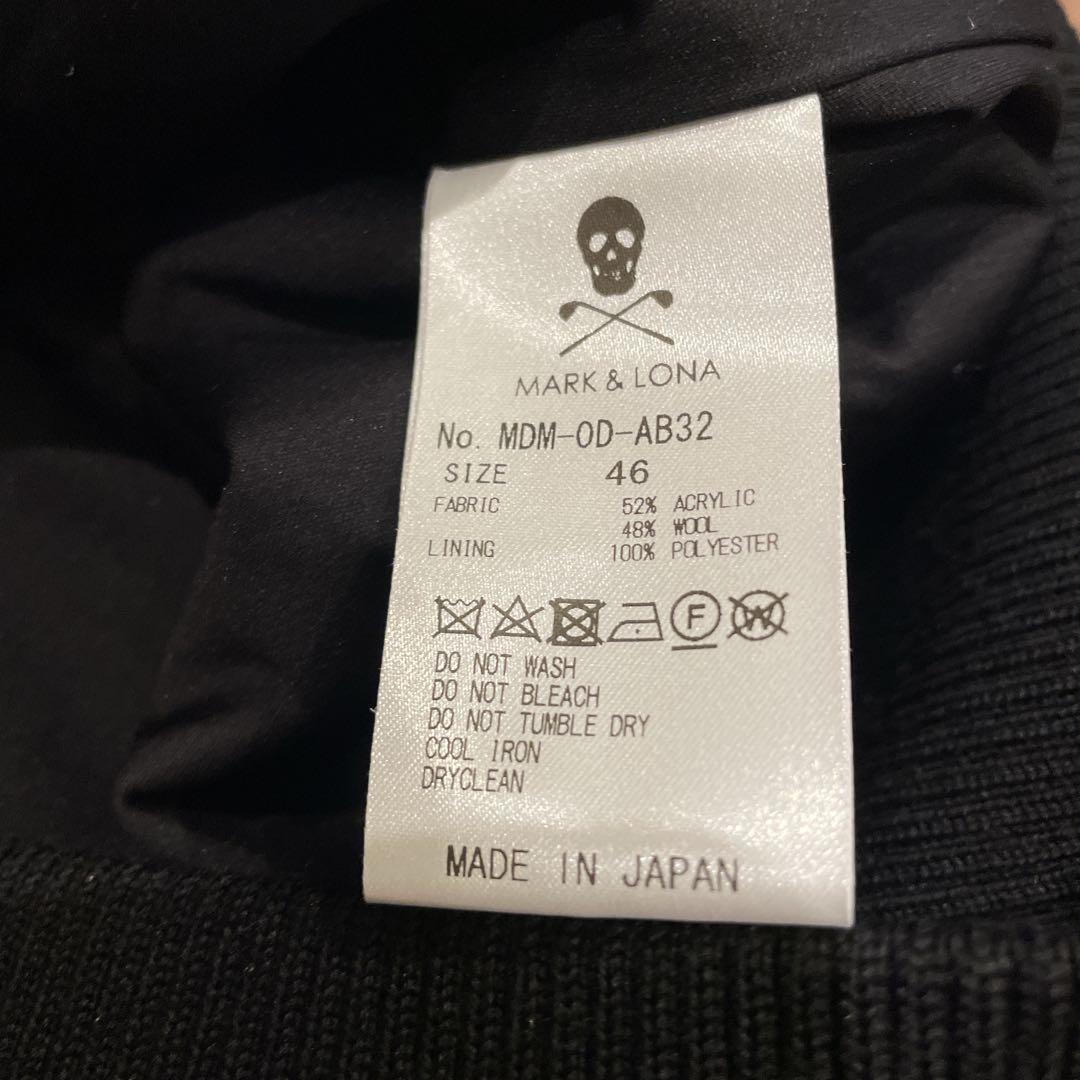 MARK & LONA
No. MDM-OD-AB32
SIZE 46
FABRIC 52% ACRYLIC
48% WOOL
LINING 100% POLYESTER
F W
DO NOT WASH
DO NOT BLEACH
DO NOT TUMBLE DRY
COOL IRON
DRYCLEAN
MADE IN JAPAN